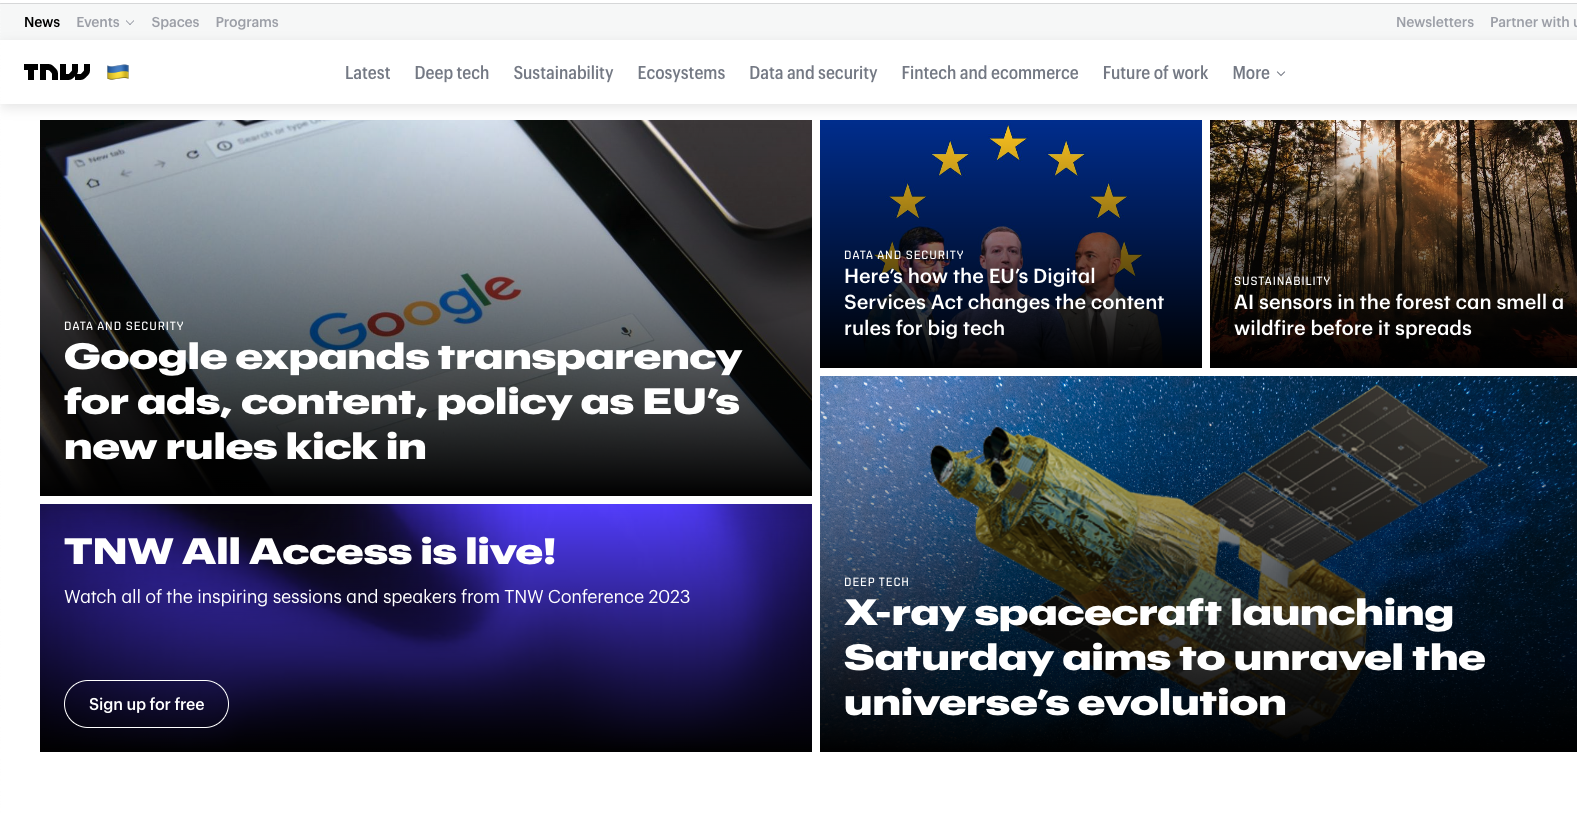 News Events Spaces Programs Newsletters Partner with
TNW Latest Deep tech Sustainability Ecosystems Data and security Fintech and ecommerce Future of work More
New tab
Search or type
Google
DATA AND SECURITY
Google expands transparency
for ads, content, policy as EU’s
new rules kick in
DATA AND SECURITY
Here’s how the EU’s Digital
Services Act changes the content
rules for big tech
SUSTAINABILITY
AI sensors in the forest can smell a
wildfire before it spreads
TNW All Access is live!
Watch all of the inspiring sessions and speakers from TNW Conference 2023
Sign up for free
DEEP TECH
X-ray spacecraft launching
Saturday aims to unravel the
universe’s evolution